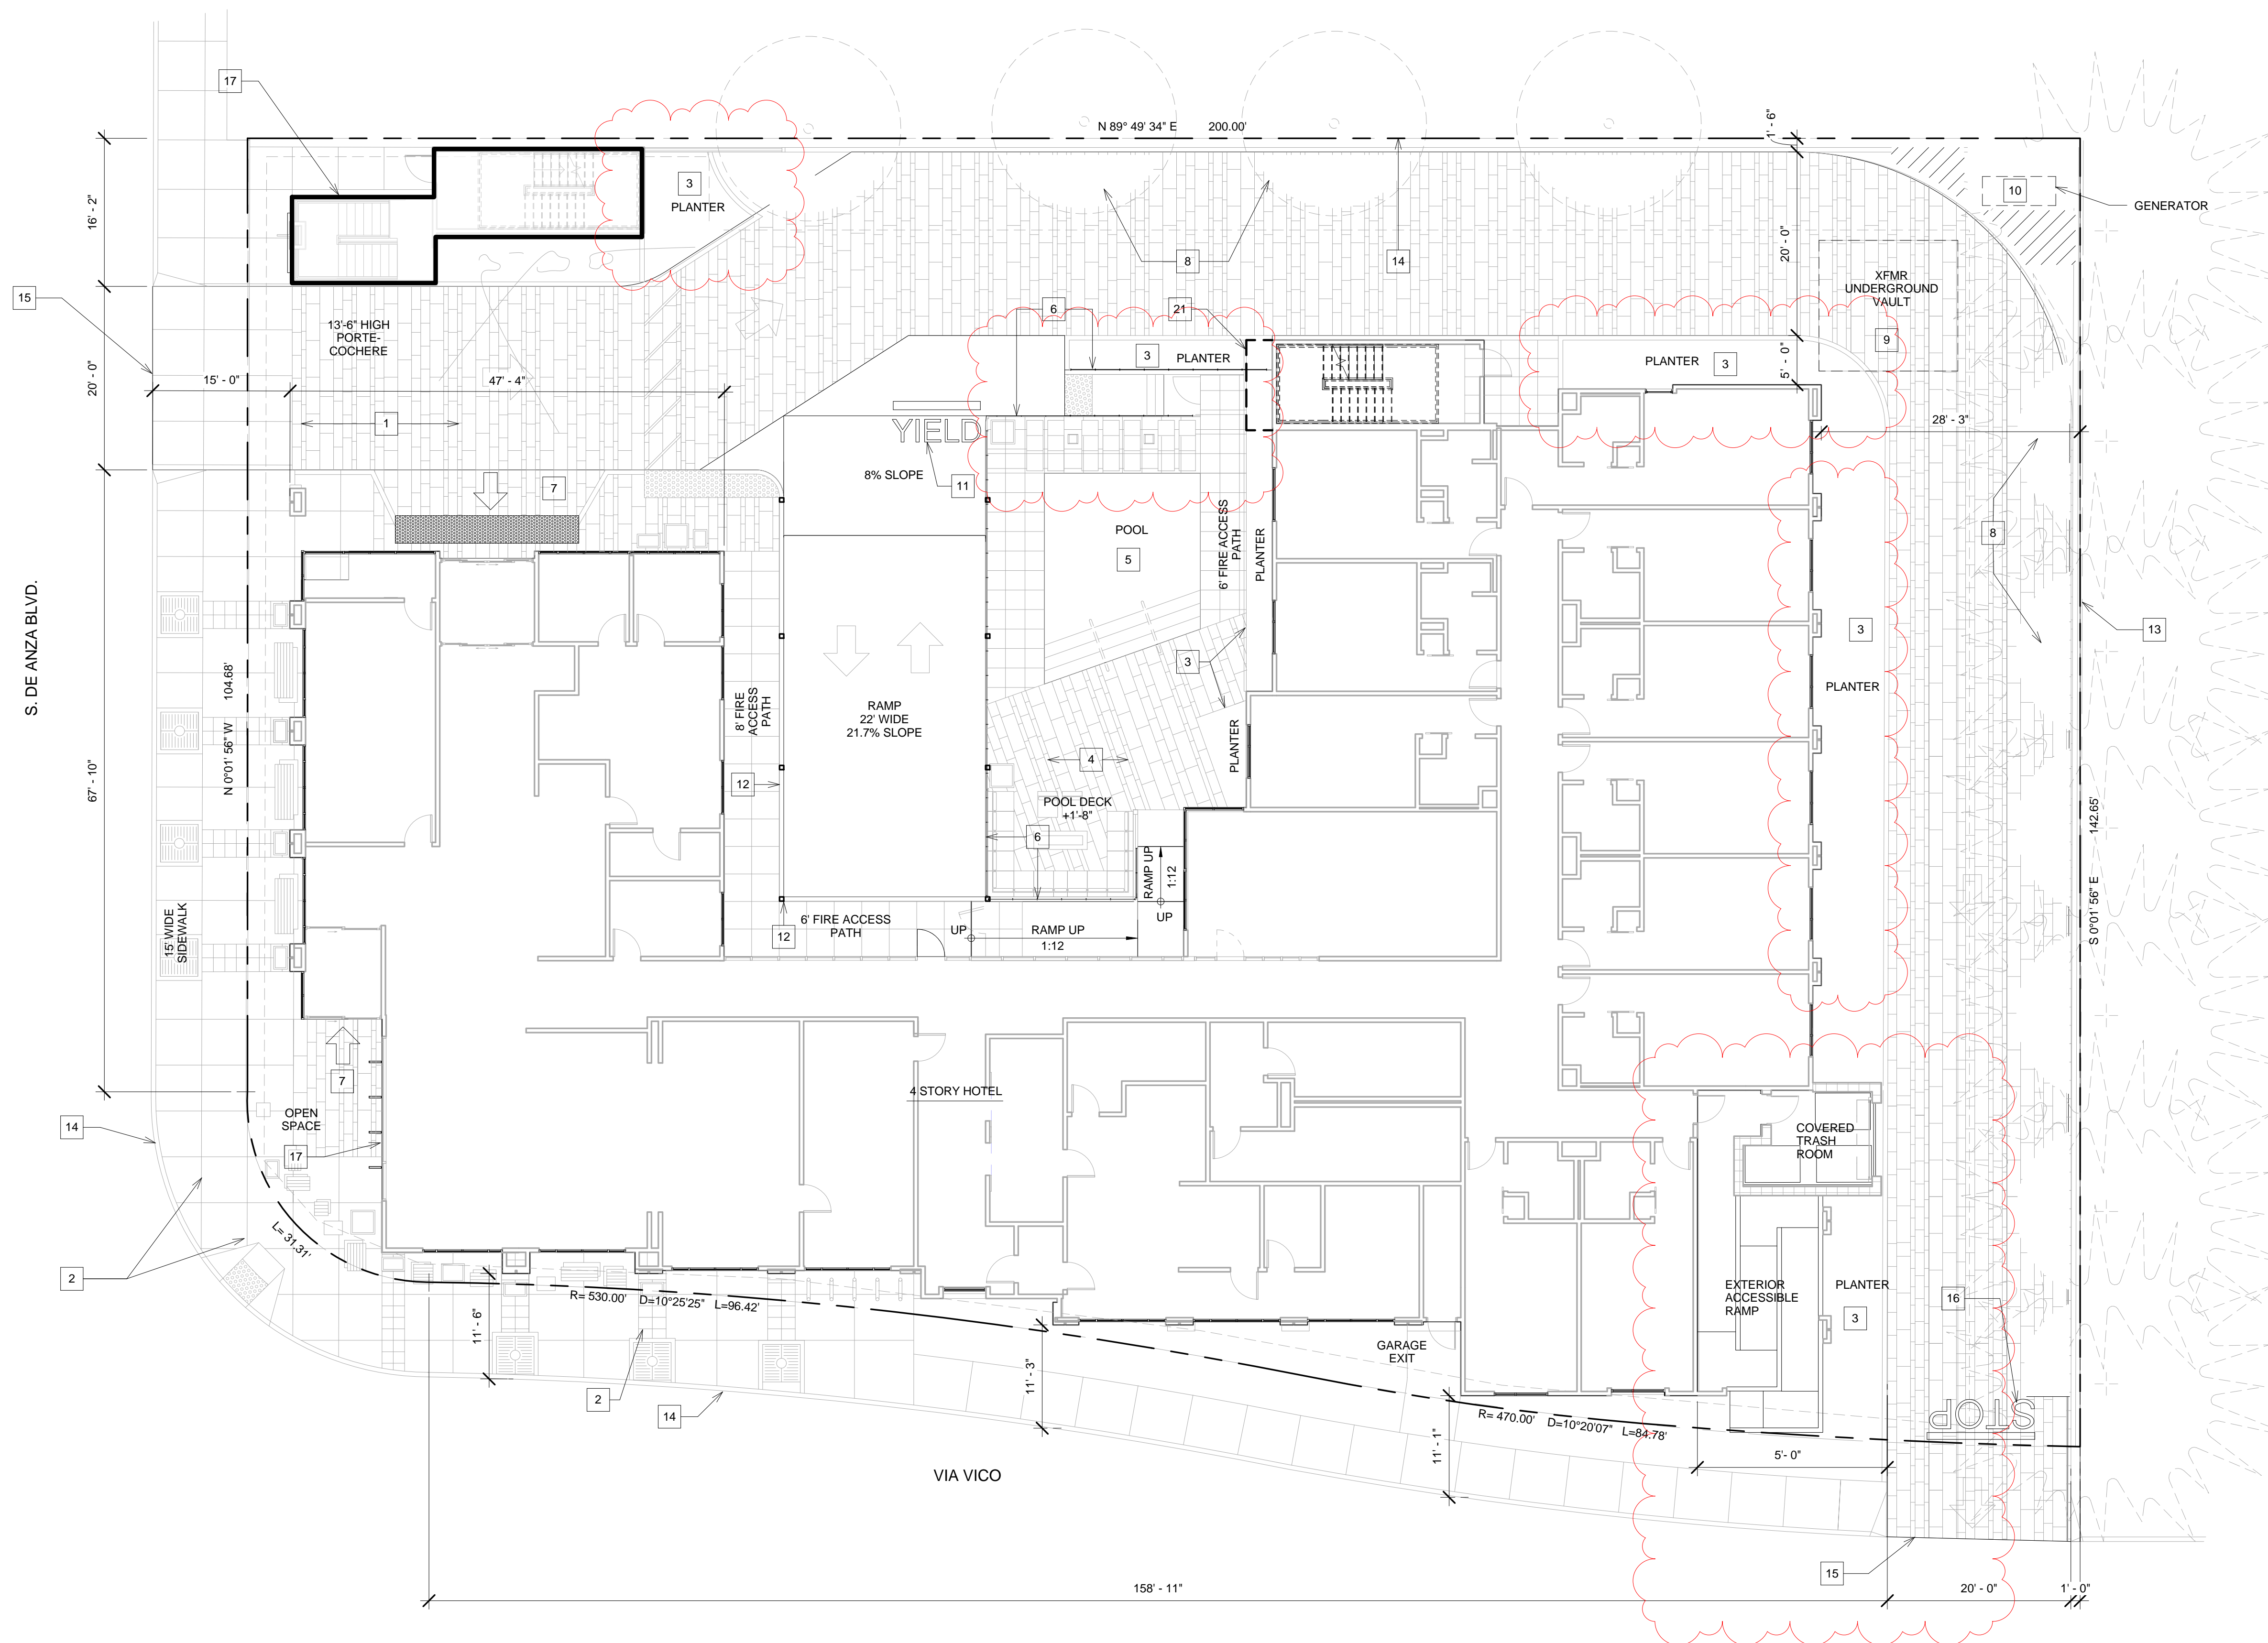 17
N 89° 49' 34" E 200.00'
1' - 6"
3
PLANTER
10
GENERATOR
16' - 2"
20' - 0"
8
14
XFMR
UNDERGROUND
VAULT
9
15
13'-6" HIGH
PORTE-
COCHERE
6
21
3
PLANTER
PLANTER
3
5' - 0"
20' - 0"
15' - 0"
47' - 4"
1
YIELD
28' - 3"
8% SLOPE
11
7
POOL
5
6' FIRE ACCESS
PATH
PLANTER
8
S. DE ANZA BLVD.
N 0°01' 56" W 104.68'
3
13
3
PLANTER
8' FIRE
ACCESS
PATH
RAMP
22' WIDE
21.7% SLOPE
PLANTER
4
12
67' - 10"
POOL DECK
+1'-8"
6
RAMP UP
1:12
UP
S 0°01' 56" E 142.65'
15' WIDE
SIDEWALK
12
6' FIRE ACCESS
PATH
UP
RAMP UP
1:12
7
4 STORY HOTEL
OPEN
SPACE
14
17
COVERED
TRASH
ROOM
L= 31.31'
2
EXTERIOR
ACCESSIBLE
RAMP
PLANTER
3
16
R= 530.00' D=10°25'25" L=96.42'
11' - 6"
GARAGE
EXIT
11' - 3"
2
14
STOP
R= 470.00' D=10°20'07" L=84.78'
11' - 1"
5'- 0"
VIA VICO
15
158' - 11"
20' - 0"
1' - 0"